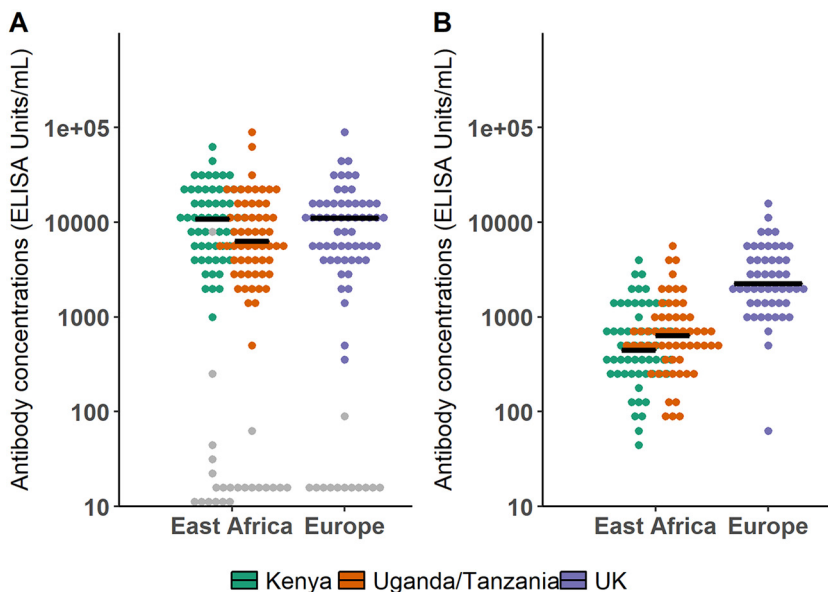 A
B
Antibody concentrations (ELISA Units/mL)
1e+05
10000
1000
100
10
East Africa
Europe
Antibody concentrations (ELISA Units/mL)
1e+05
10000
1000
100
10
East Africa
Europe
Kenya
Uganda/Tanzania
UK